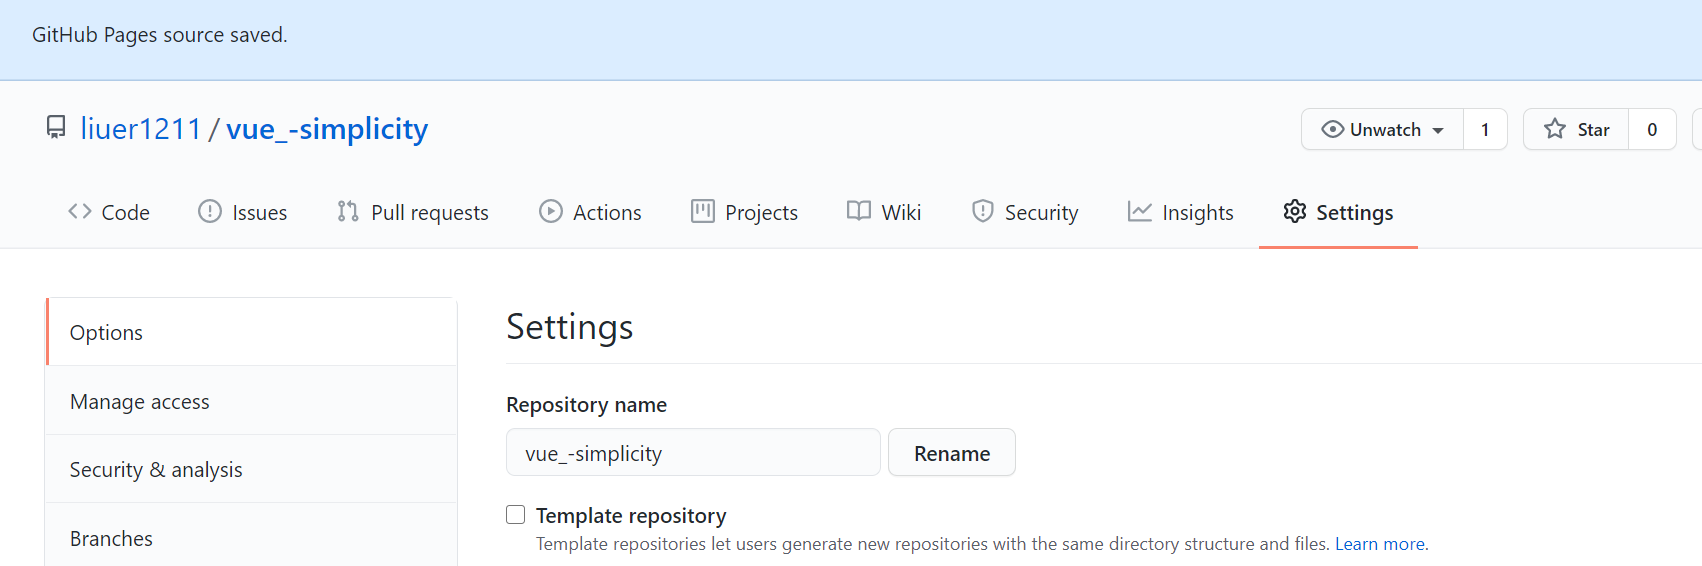 GitHub Pages source saved.
liuer1211 / vue_-simplicity
Unwatch 1 Star 0
Code Issues Pull requests Actions Projects Wiki Security Insights Settings
Options
Manage access
Security & analysis
Branches
Settings
Repository name
vue_-simplicity Rename
Template repository
Template repositories let users generate new repositories with the same directory structure and files. Learn more.